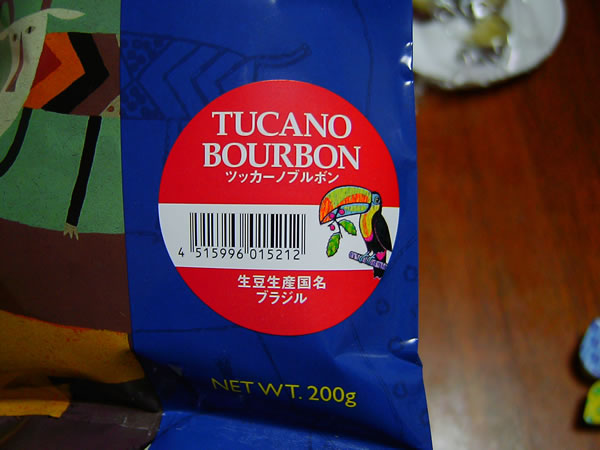 TUCANO
BOURBON
ツッカーノブルボン
4 515996 015212
生豆生産国名
ブラジル
NET WT. 200g